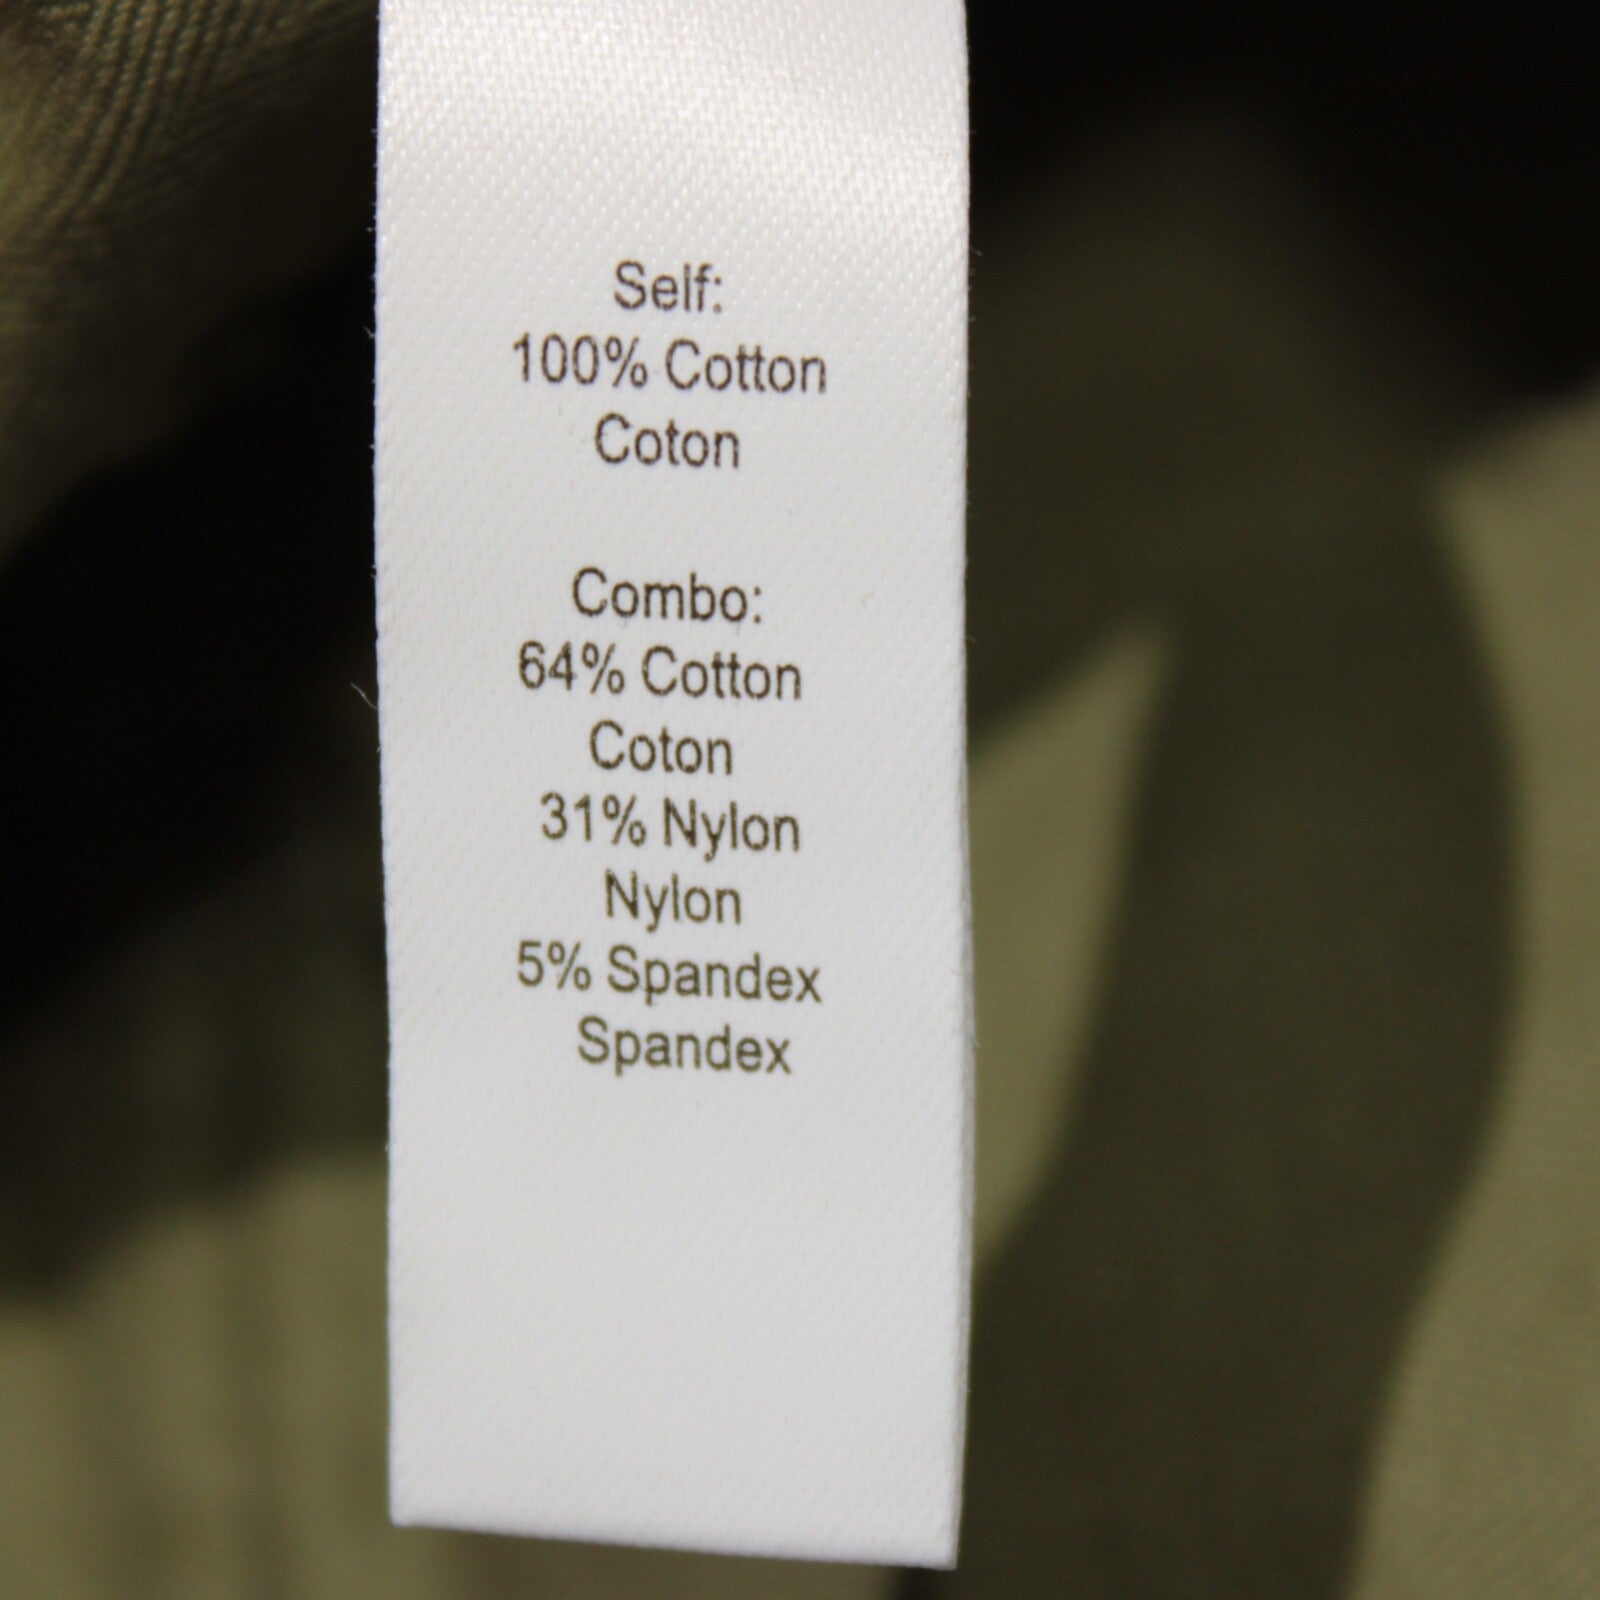 Self:
100% Cotton
Coton
Combo:
64% Cotton
Coton
31% Nylon
Nylon
5% Spandex
Spandex